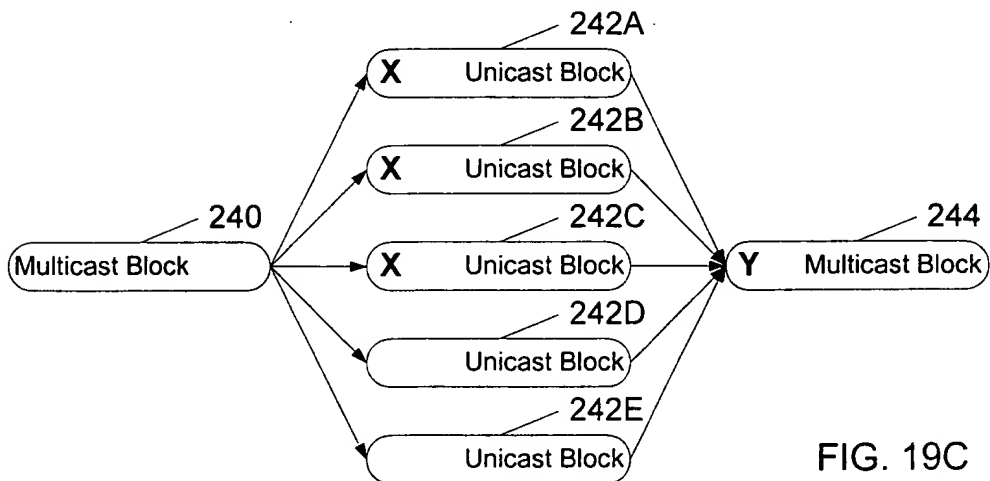 242A
X Unicast Block
242B
X Unicast Block
240
242C
244
Multicast Block
X Unicast Block
Y Multicast Block
242D
Unicast Block
242E
Unicast Block
FIG. 19C